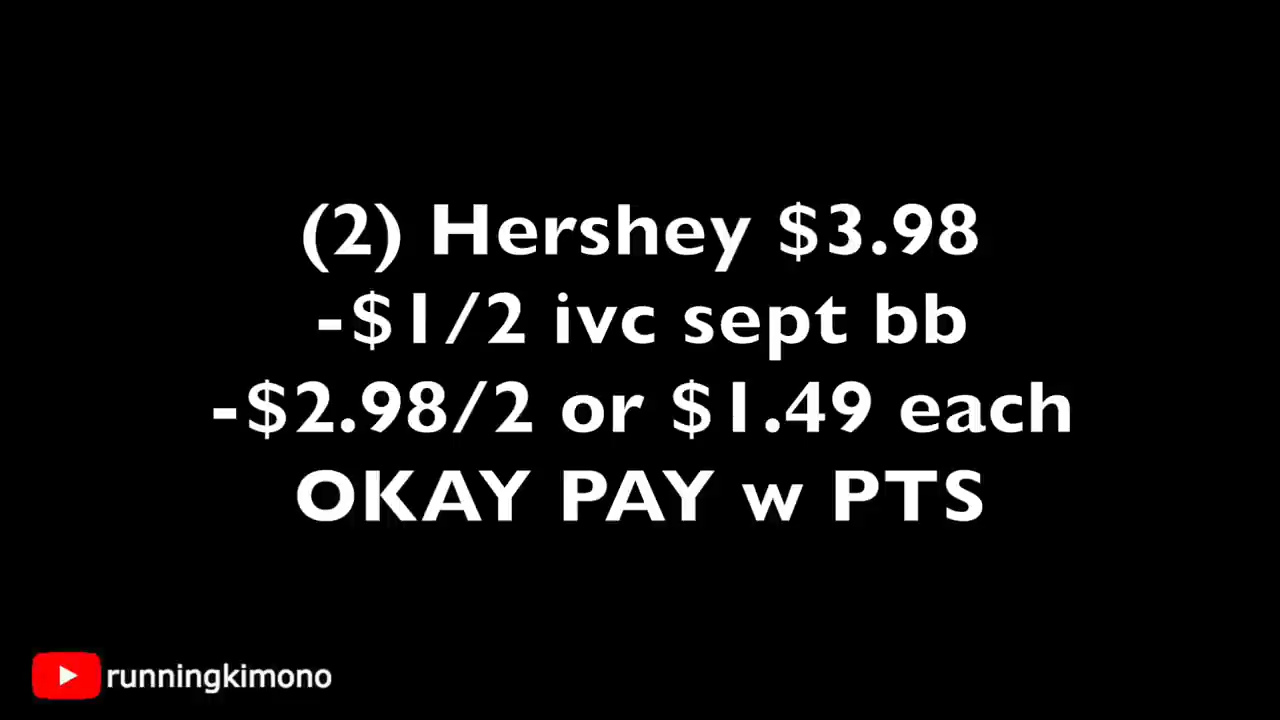 (2) Hershey $3.98
-$1/2 ivc sept bb
-$2.98/2 or $1.49 each
OKAY PAY w PTS
runningkimono